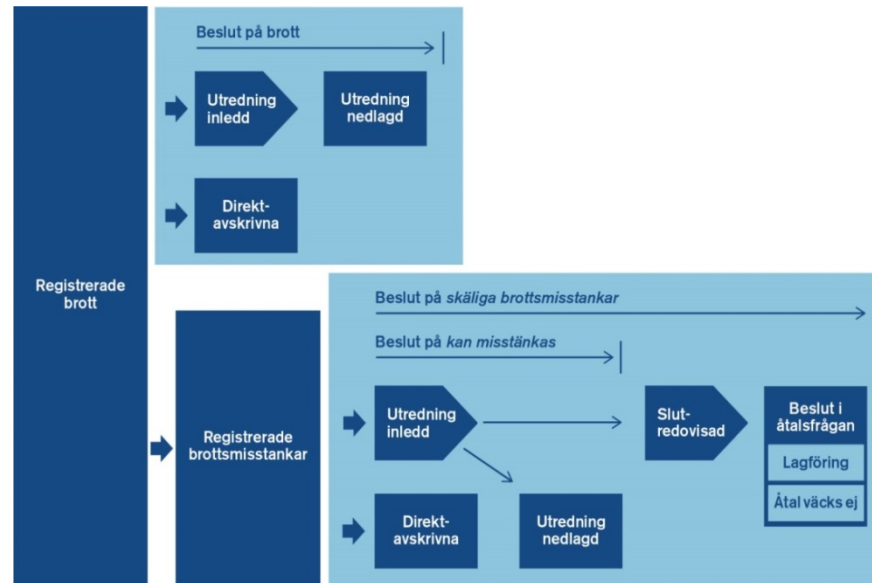 Beslut på brott
Utredning
inledd
Utredning
nedlagd
Direkt-
avskrivna
Registrerade
brott
Registrerade
brottsmisstankar
Beslut på skäliga brottsmisstankar
Beslut på kan misstänkas
Utredning
inledd
Slut-
redovisad
Beslut i
åtalsfrågan
Lagföring
Åtal väcks ej
Direkt-
avskrivna
Utredning
nedlagd